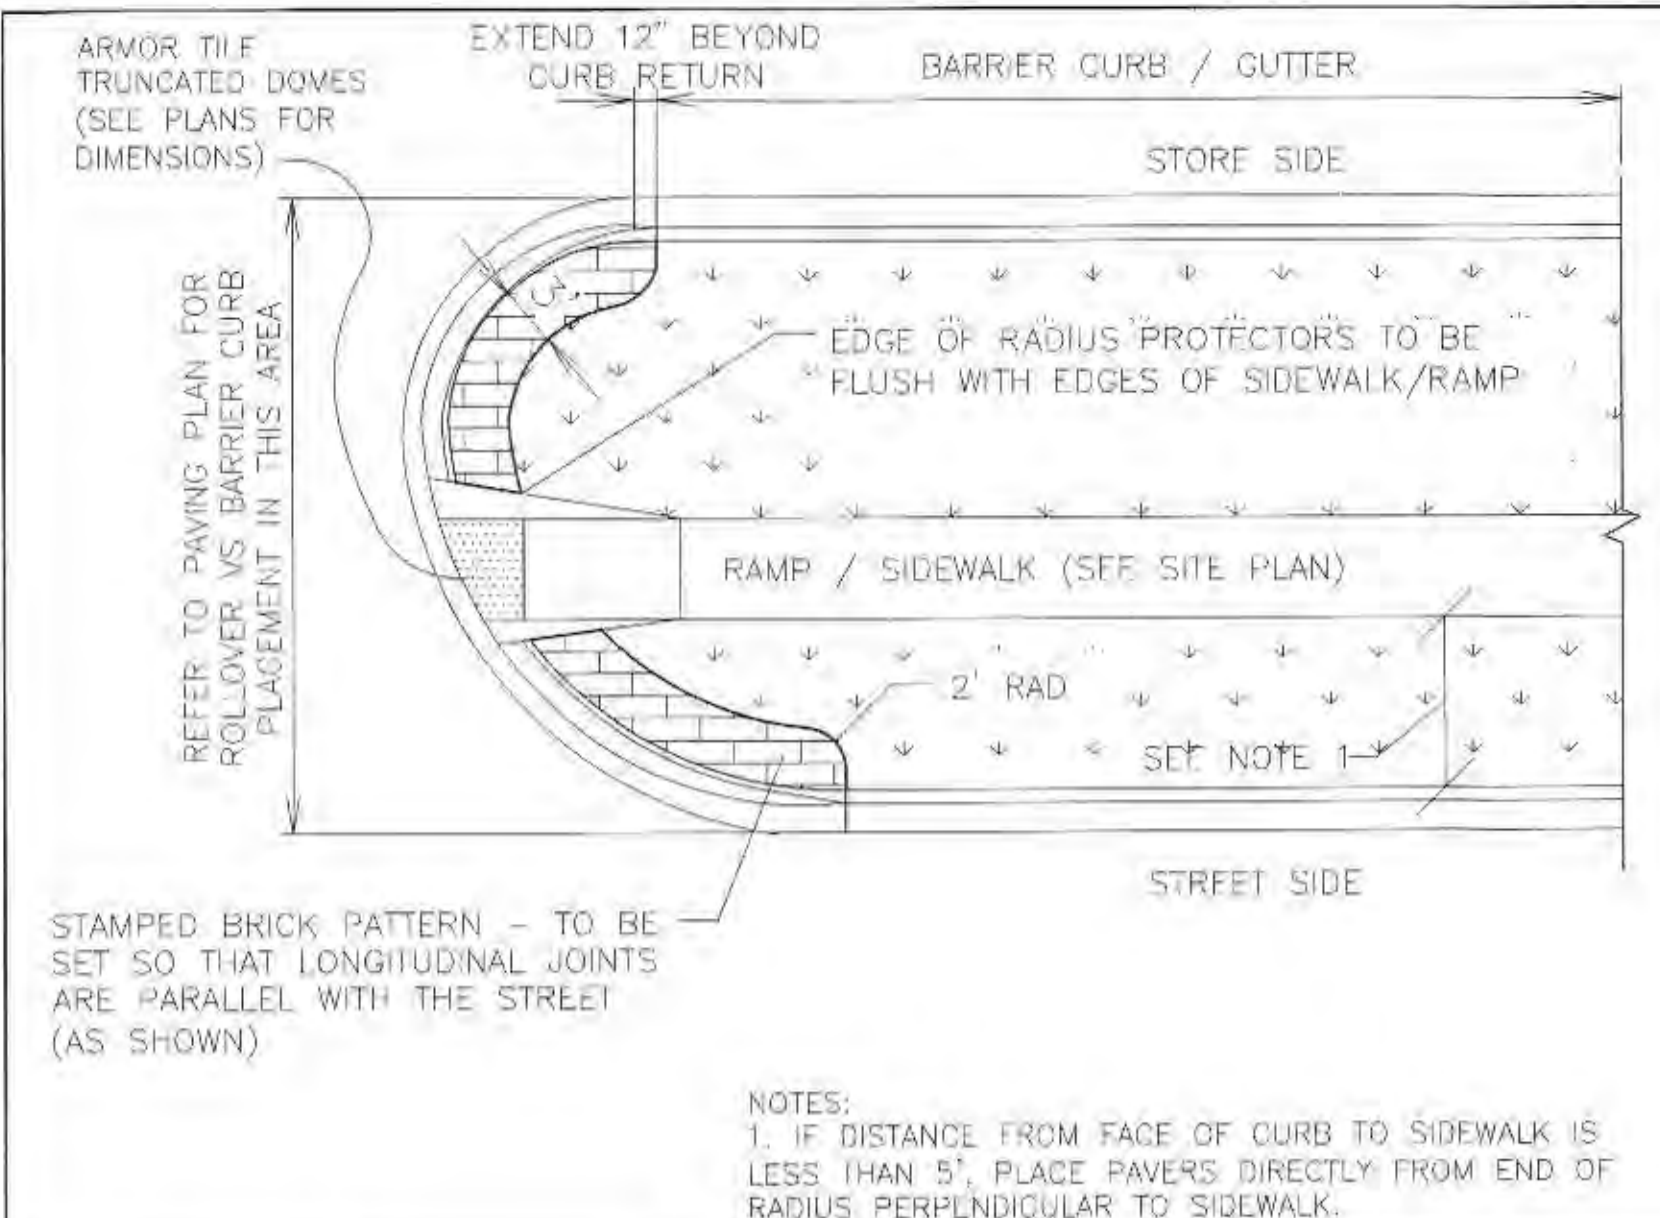 ARMOR TILE
TRUNCATED DOMES
(SEE PLANS FOR
DIMENSIONS)
EXTEND 12" BEYOND
CURB RETURN
BARRIER CURB / GUTTER
STORE SIDE
REFER TO PAVING PLAN FOR
ROLLOVER VS BARRIER CURB
PLACEMENT IN THIS AREA
3'
EDGE OF RADIUS PROTECTORS TO BE
FLUSH WITH EDGES OF SIDEWALK/RAMP
RAMP / SIDEWALK (SEE SITE PLAN)
2' RAD
SEE NOTE 1
STREET SIDE
STAMPED BRICK PATTERN - TO BE
SET SO THAT LONGITUDINAL JOINTS
ARE PARALLEL WITH THE STREET
(AS SHOWN)
NOTES:
1. IF DISTANCE FROM FACE OF CURB TO SIDEWALK IS
LESS THAN 5', PLACE PAVERS DIRECTLY FROM END OF
RADIUS PERPENDICULAR TO SIDEWALK.